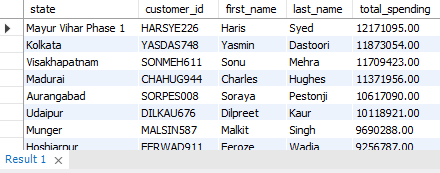 state customer_id first_name last_name total_spending
Mayur Vihar Phase 1 HARSYE226 Haris Syed 12171095.00
Kolkata YASDAS748 Yasmin Dastoori 11873054.00
Visakhapatnam SONMEH611 Sonu Mehra 11709423.00
Madurai CHAHUG944 Charles Hughes 11371956.00
Aurangabad SORPES008 Soraya Pestonji 10617090.00
Udaipur DILKAU676 Dilpreet Kaur 10118921.00
Munger MALSIN587 Malkit Singh 9690288.00
Hoshiarpur FERWAD911 Feroze Wadia 9256787.00
Result 1